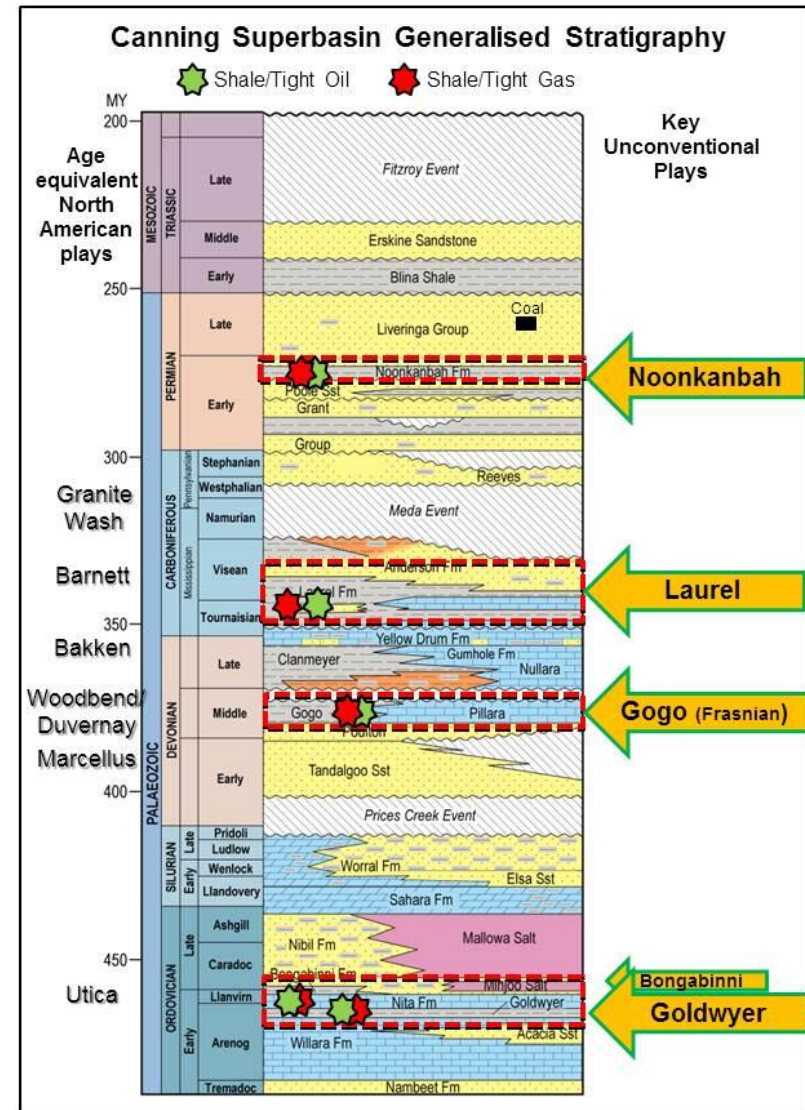 Canning Superbasin Generalised Stratigraphy
Shale/Tight Oil
Shale/Tight Gas
MY
200
250
300
350
400
450
Age
equivalent
North
American
plays
Granite
Wash
Barnett
Bakken
Woodbend/
Duvernay
Marcellus
Utica
MESOZOIC
PALAEOZOIC
TRIASSIC
Late
Middle
Early
PERMIAN
Late
Early
CARBONIFEROUS
Pennsylvanian
Mississippian
Stephanian
Westphalian
Namurian
Visean
Tournaisian
DEVONIAN
Late
Middle
Early
SILURIAN
Late
Early
Pridoli
Ludlow
Wenlock
Llandovery
ORDOVICIAN
Late
Early
Ashgill
Caradoc
Llanvirn
Arenog
Tremadoc
Fitzroy Event
Erskine Sandstone
Blina Shale
Coal
Liveringa Group
Noonkanbah Fm
Poole Sst
Grant
Group
Reeves
Meda Event
Anderson Fm
Laurel Fm
Yellow Drum Fm
Gumhole Fm
Clanmeyer
Nullara
Gogo
Pillara
Poulton
Tandalgoo Sst
Prices Creek Event
Worral Fm
Elsa Sst
Sahara Fm
Nibil Fm
Mallowa Salt
Bongabinni Fm
Minjoo Salt
Nita Fm
Goldwyer
Acacia Sst
Willara Fm
Nambeet Fm
Key
Unconventional
Plays
Noonkanbah
Laurel
Gogo (Frasnian)
Bongabinni
Goldwyer